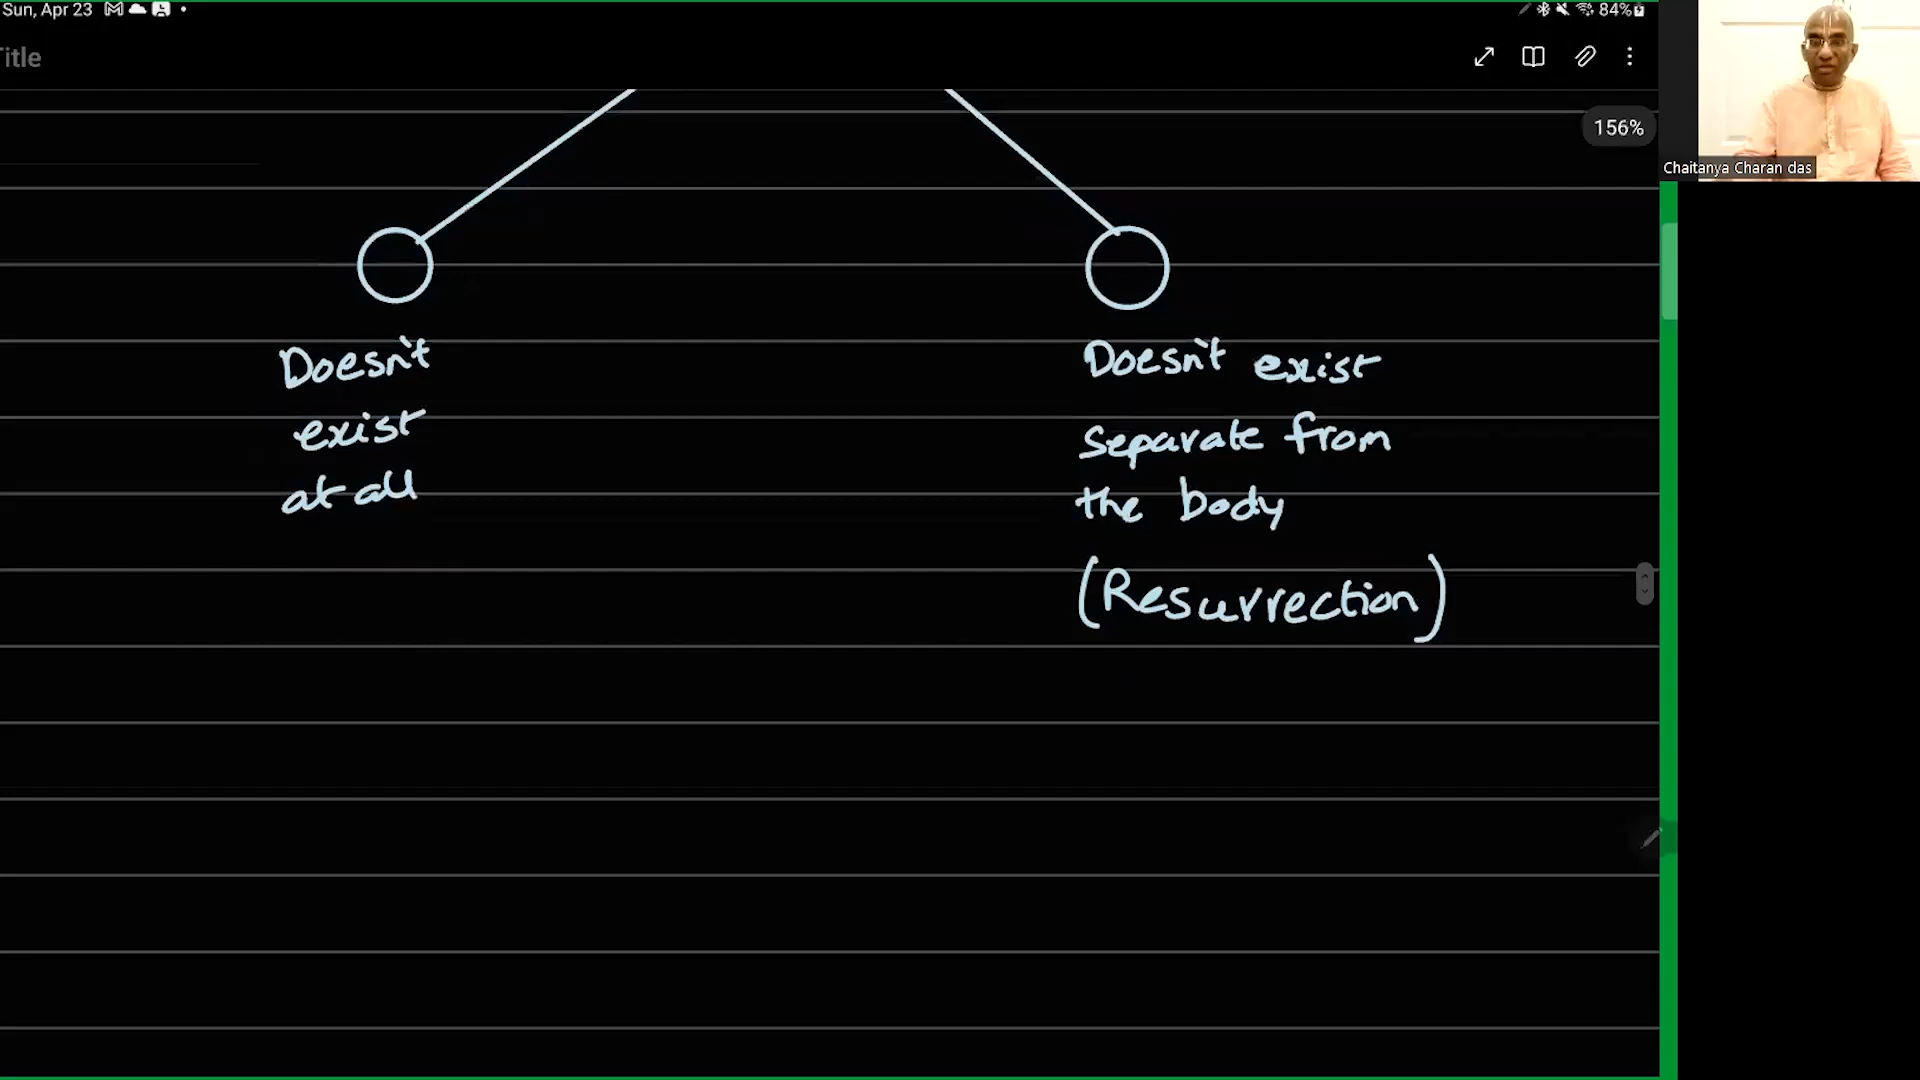 Sun, Apr 23
84%
Title
156%
Chaitanya Charan das
Doesn't
exist
at all
Doesn't exist
separate from
the body
(Resurrection)